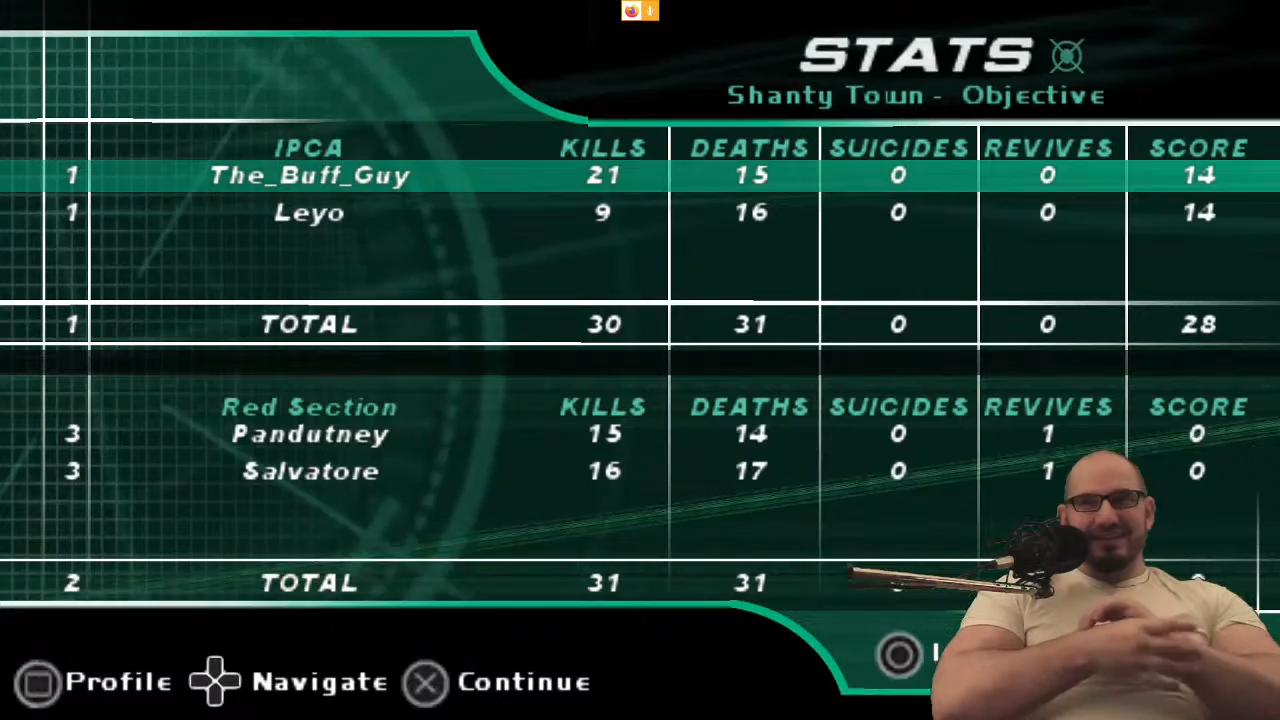 STATS
Shanty Town - Objective
IPCA KILLS DEATHS SUICIDES REVIVES SCORE
1 The_Buff_Guy 21 15 0 0 14
1 Leyo 9 16 0 0 14
1 TOTAL 30 31 0 0 28
Red Section KILLS DEATHS SUICIDES REVIVES SCORE
3 Pandutney 15 14 0 1 0
3 Salvatore 16 17 0 1 0
2 TOTAL 31 31
Profile Navigate Continue